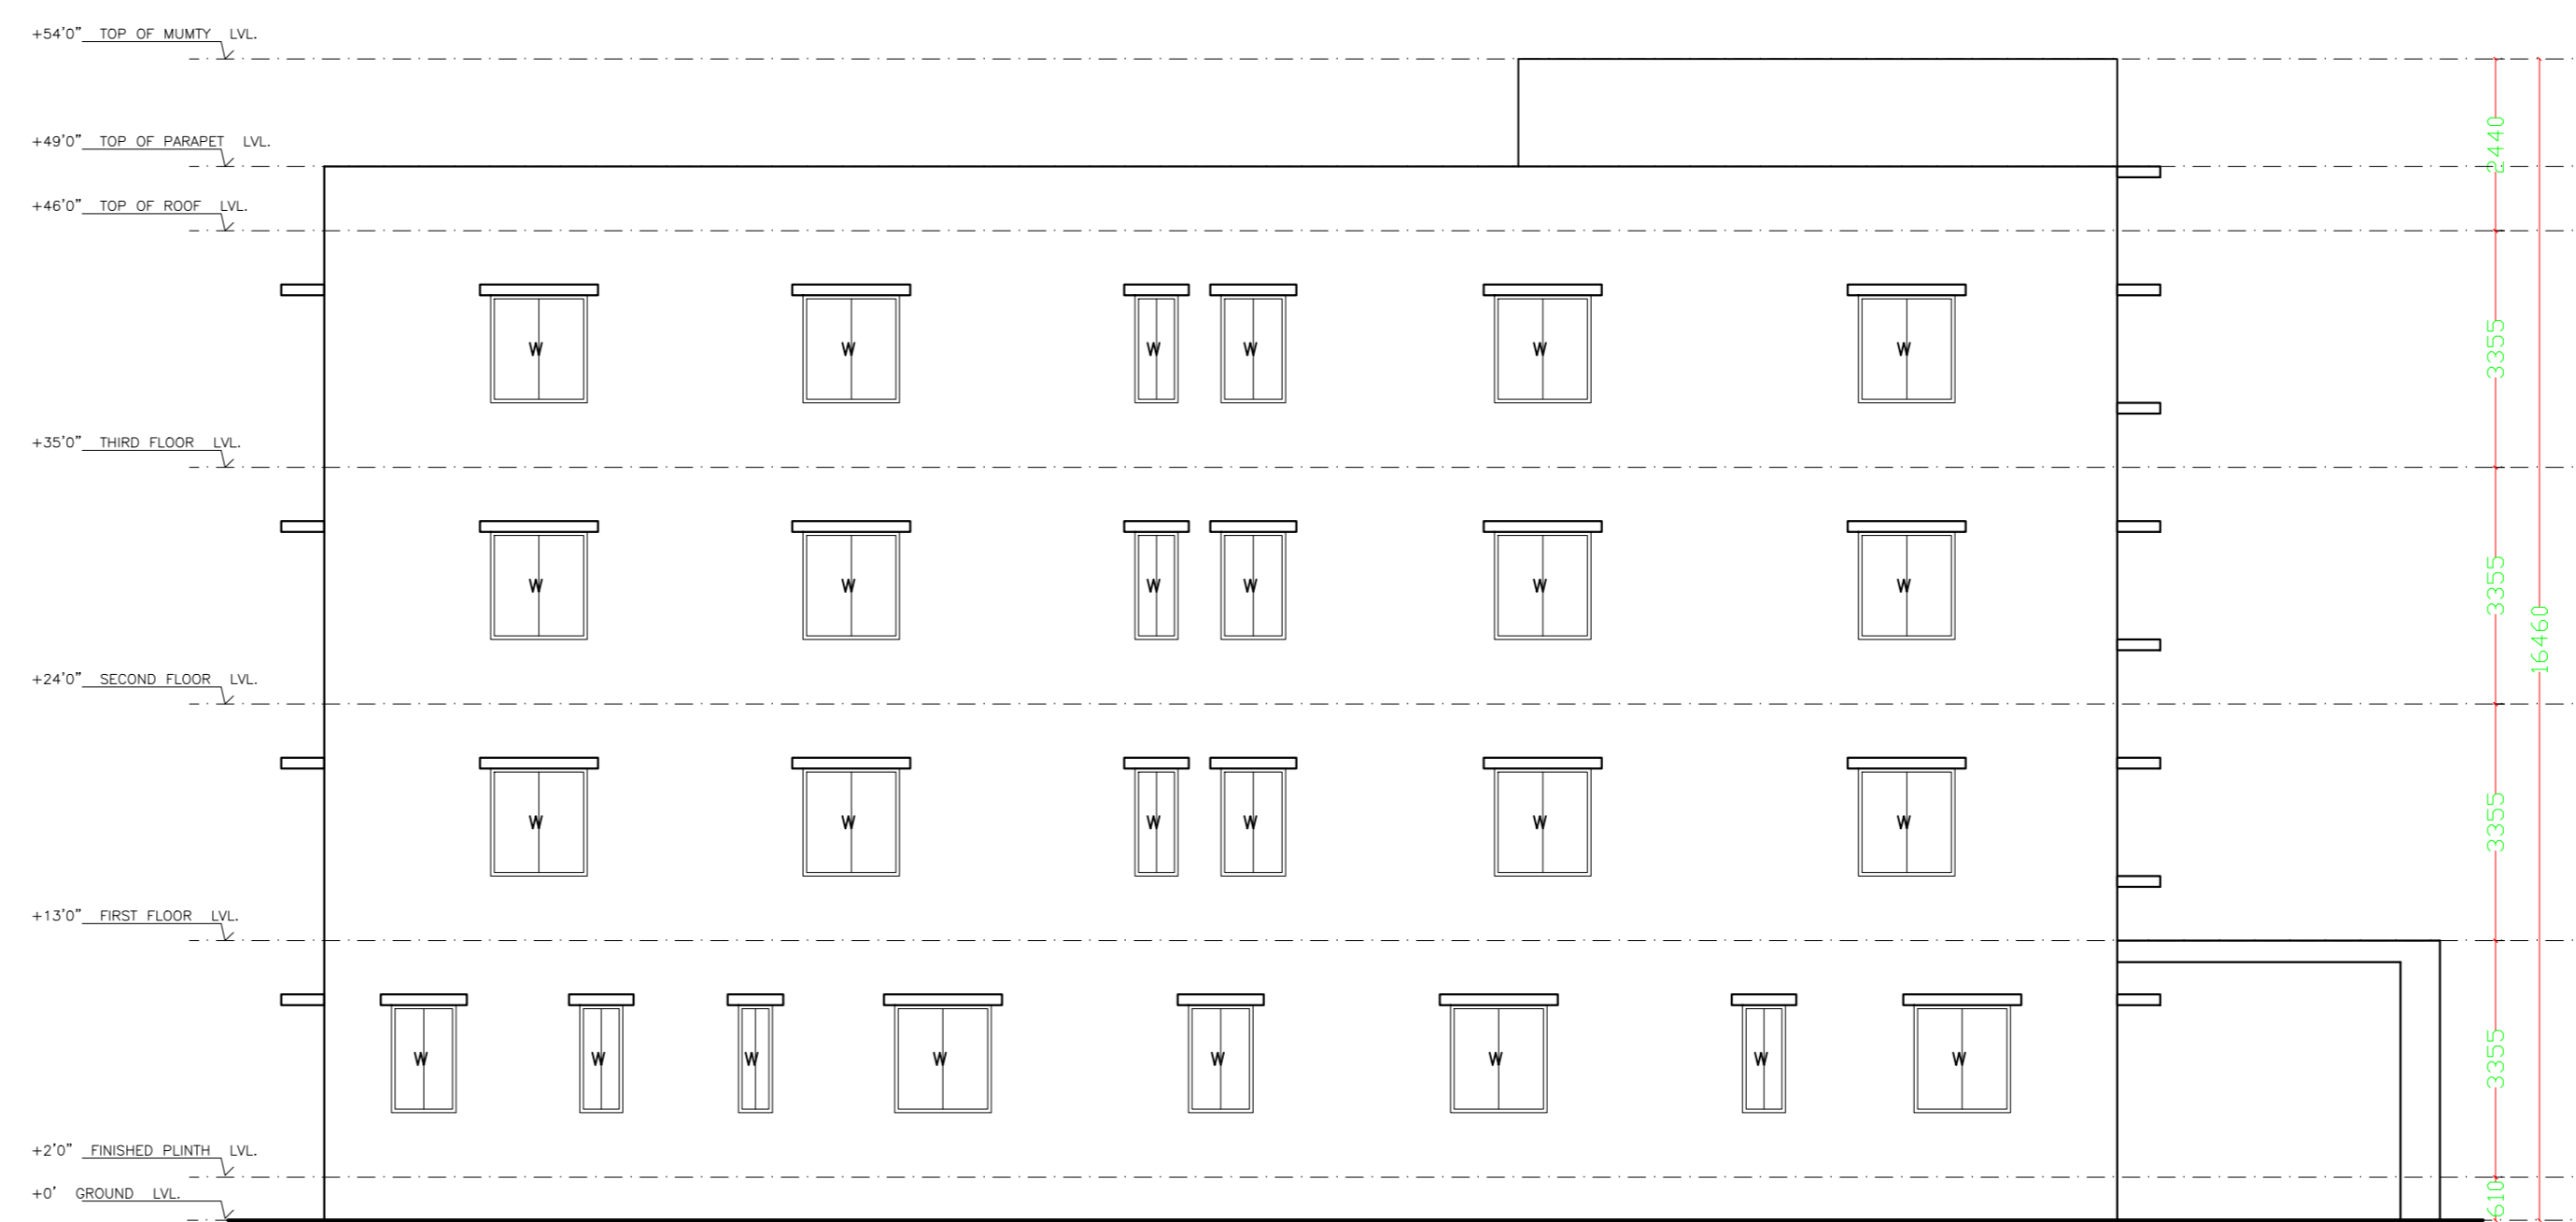 +54'0" TOP OF MUMTY LVL.
+49'0" TOP OF PARAPET LVL.
2440
+46'0" TOP OF ROOF LVL.
W W W W W W
3355
+35'0" THIRD FLOOR LVL.
W W W W W W
3355
16460
+24'0" SECOND FLOOR LVL.
W W W W W W
3355
+13'0" FIRST FLOOR LVL.
W W W W W W W W
3355
+2'0" FINISHED PLINTH LVL.
+0' GROUND LVL.
610